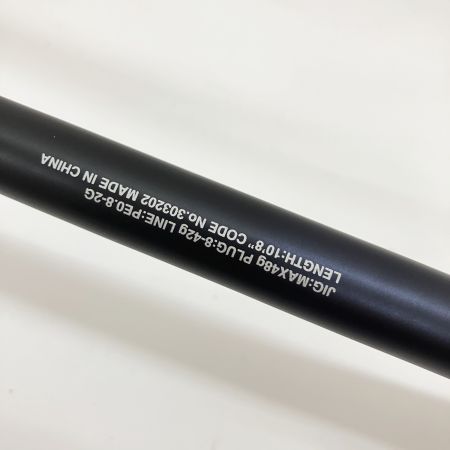 JIG:MAX48g PLUG:8-42g LINE:PE0.8-2G
LENGTH:10'8" CODE No.303202 MADE IN CHINA